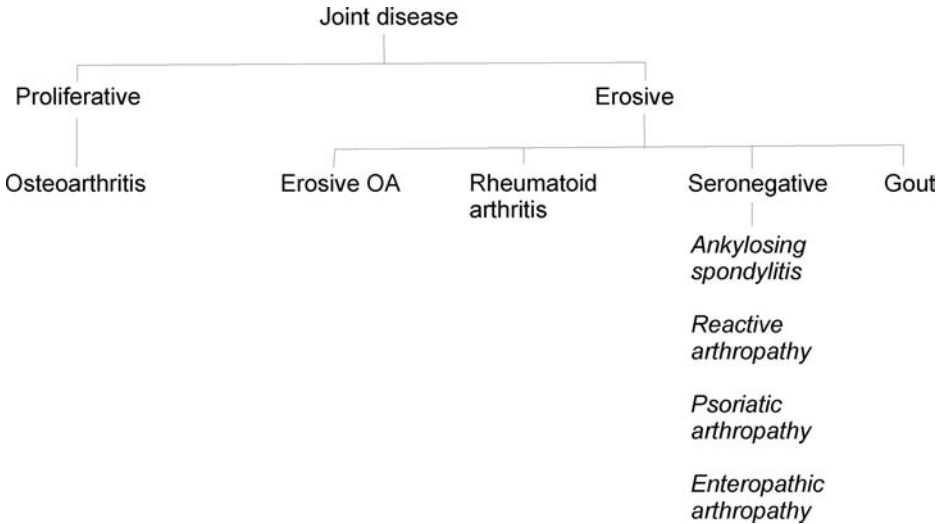 Joint disease
Proliferative
Erosive
Osteoarthritis
Erosive OA
Rheumatoid
arthritis
Seronegative
Gout
Ankylosing
spondylitis
Reactive
arthropathy
Psoriatic
arthropathy
Enteropathic
arthropathy